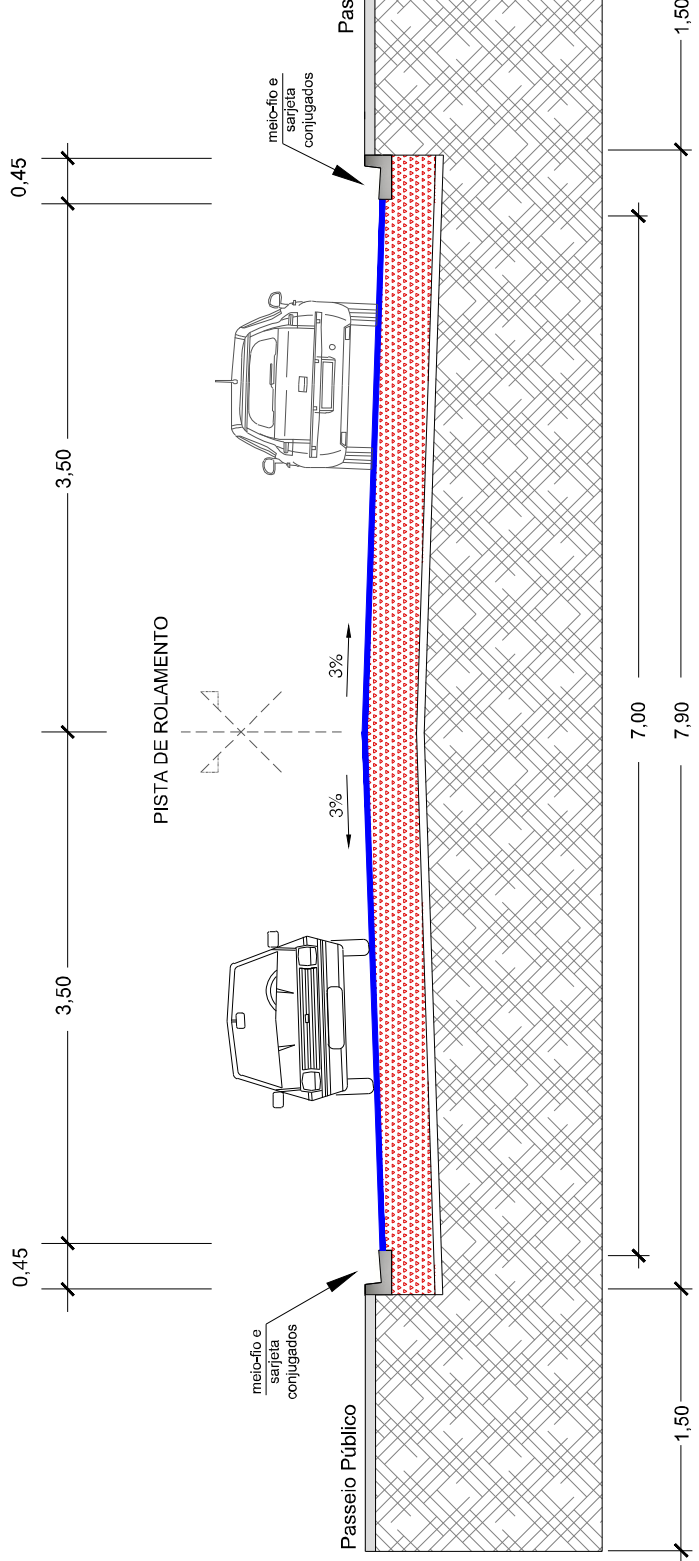 0,45
3,50
3,50
0,45
PISTA DE ROLAMENTO
meio-fio e
sarjeta
conjugados
meio-fio e
sarjeta
conjugados
3%
3%
Passeio Público
Pas
7,00
1,50
7,90
1,50